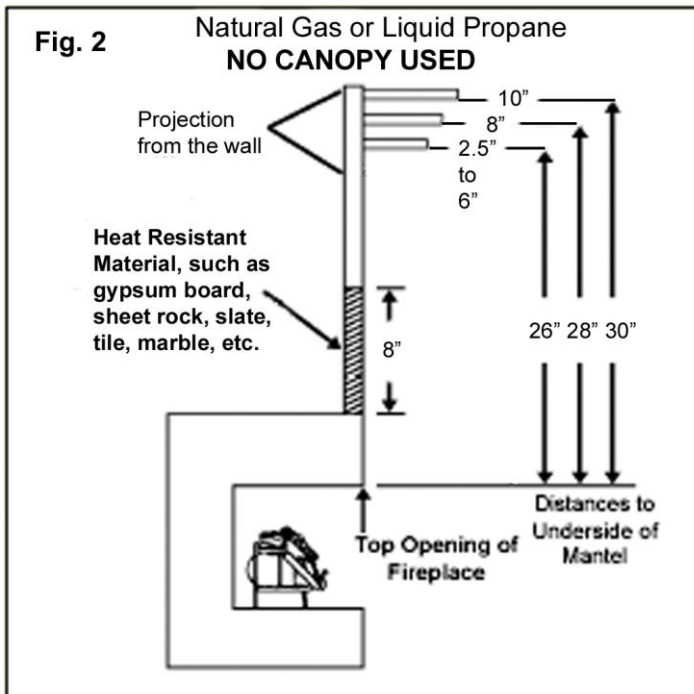 Fig. 2
Natural Gas or Liquid Propane
NO CANOPY USED
Projection
from the wall
10”
8”
2.5”
to
6”
Heat Resistant
Material, such as
gypsum board,
sheet rock, slate,
tile, marble, etc.
8”
26” 28” 30”
Top Opening of
Fireplace
Distances to
Underside of
Mantel